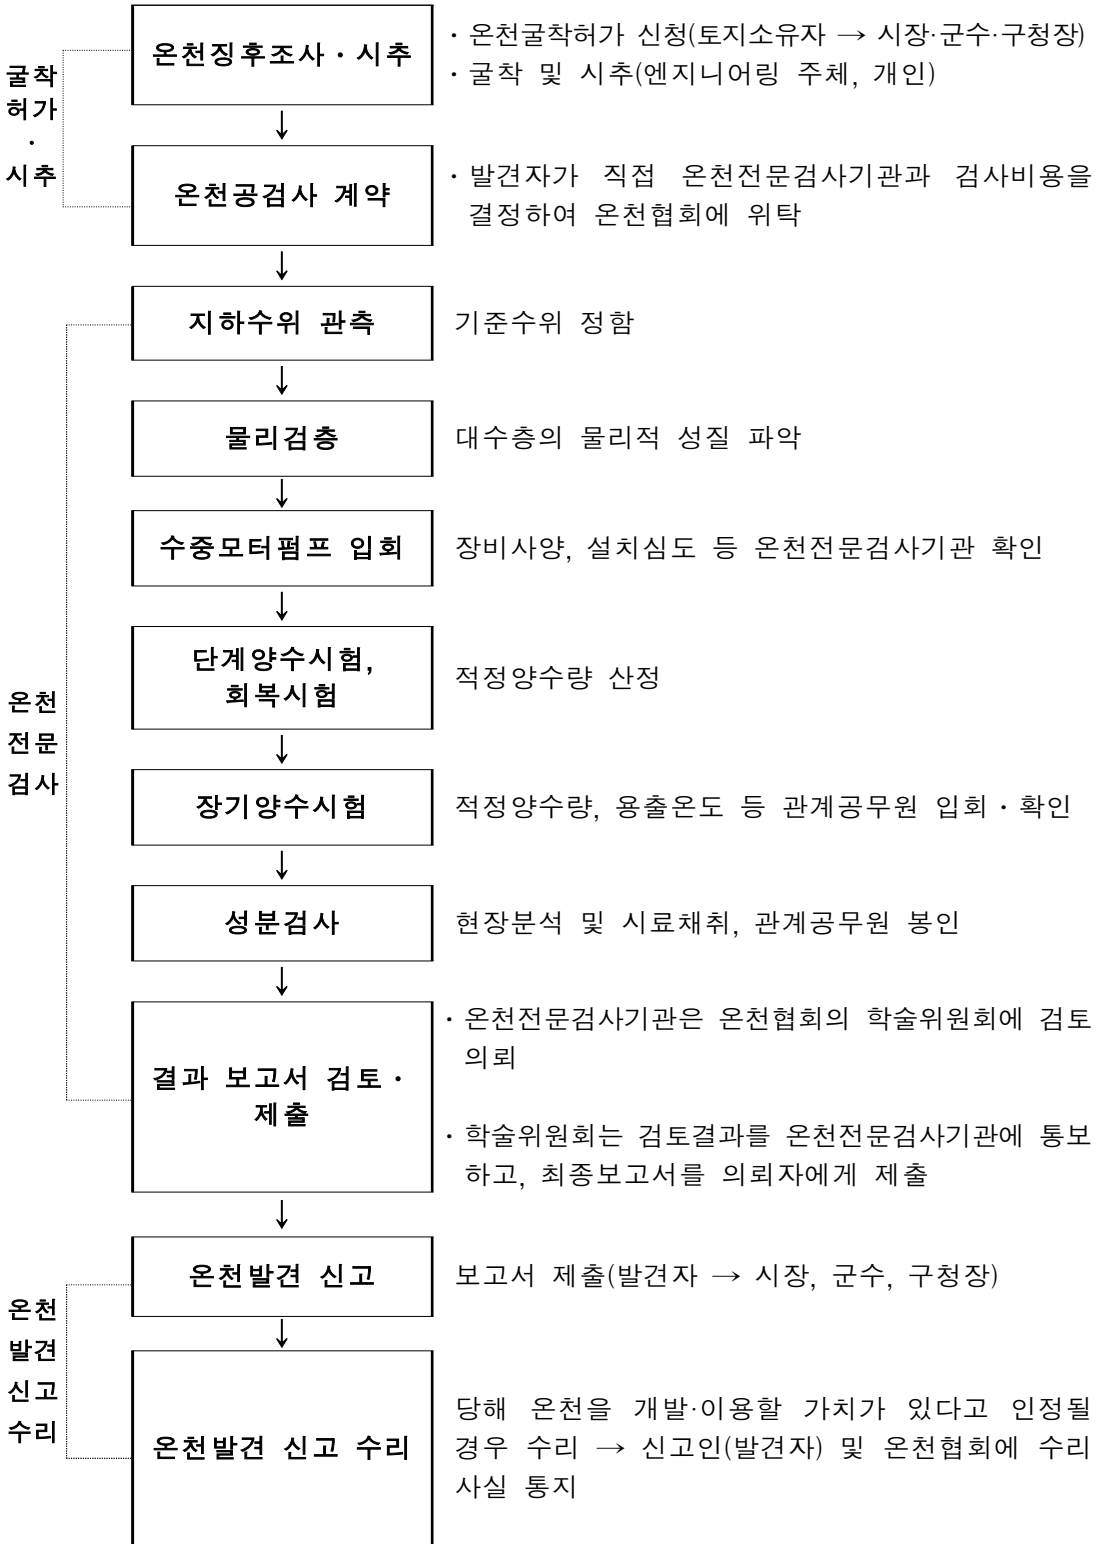 굴착
허가
·
시추
온천징후조사·시추
· 온천굴착허가 신청(토지소유자 → 시장·군수·구청장)
· 굴착 및 시추(엔지니어링 주체, 개인)
↓
온천공검사 계약
· 발견자가 직접 온천전문검사기관과 검사비용을
결정하여 온천협회에 위탁
↓
온천
전문
검사
지하수위 관측
기준수위 정함
↓
물리검층
대수층의 물리적 성질 파악
↓
수중모터펌프 입회
장비사양, 설치심도 등 온천전문검사기관 확인
↓
단계양수시험,
회복시험
적정양수량 산정
↓
장기양수시험
적정양수량, 용출온도 등 관계공무원 입회·확인
↓
성분검사
현장분석 및 시료채취, 관계공무원 봉인
↓
결과 보고서 검토·
제출
· 온천전문검사기관은 온천협회의 학술위원회에 검토
의뢰
· 학술위원회는 검토결과를 온천전문검사기관에 통보
하고, 최종보고서를 의뢰자에게 제출
↓
온천
발견
신고
수리
온천발견 신고
보고서 제출(발견자 → 시장, 군수, 구청장)
↓
온천발견 신고 수리
당해 온천을 개발·이용할 가치가 있다고 인정될
경우 수리 → 신고인(발견자) 및 온천협회에 수리
사실 통지